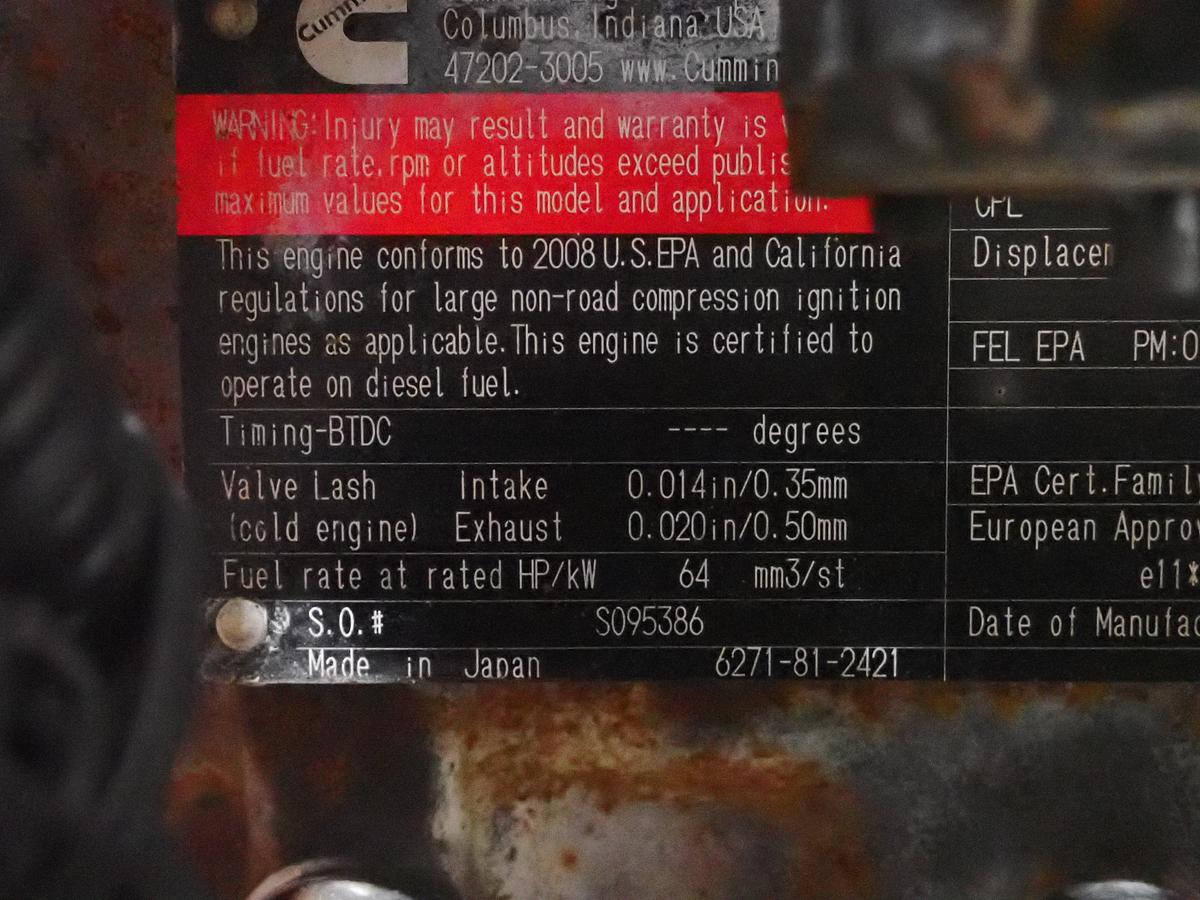 Columbus, Indiana USA
47202-3005 www.Cummin
WARNING: Injury may result and warranty is
if fuel rate,rpm or altitudes exceed publis
maximum values for this model and application.
This engine conforms to 2008 U.S.EPA and California
regulations for large non-road compression ignition
engines as applicable. This engine is certified to
operate on diesel fuel.
Timing-BTDC ---- degrees
Valve Lash Intake 0.014in/0.35mm
(cold engine) Exhaust 0.020in/0.50mm
Fuel rate at rated HP/kW 64 mm3/st
S.O.# S095386
Made in Japan 6271-81-2421
CPL
Displacem
FEL EPA PM:0
EPA Cert.Family
European Approv
e11*
Date of Manufac